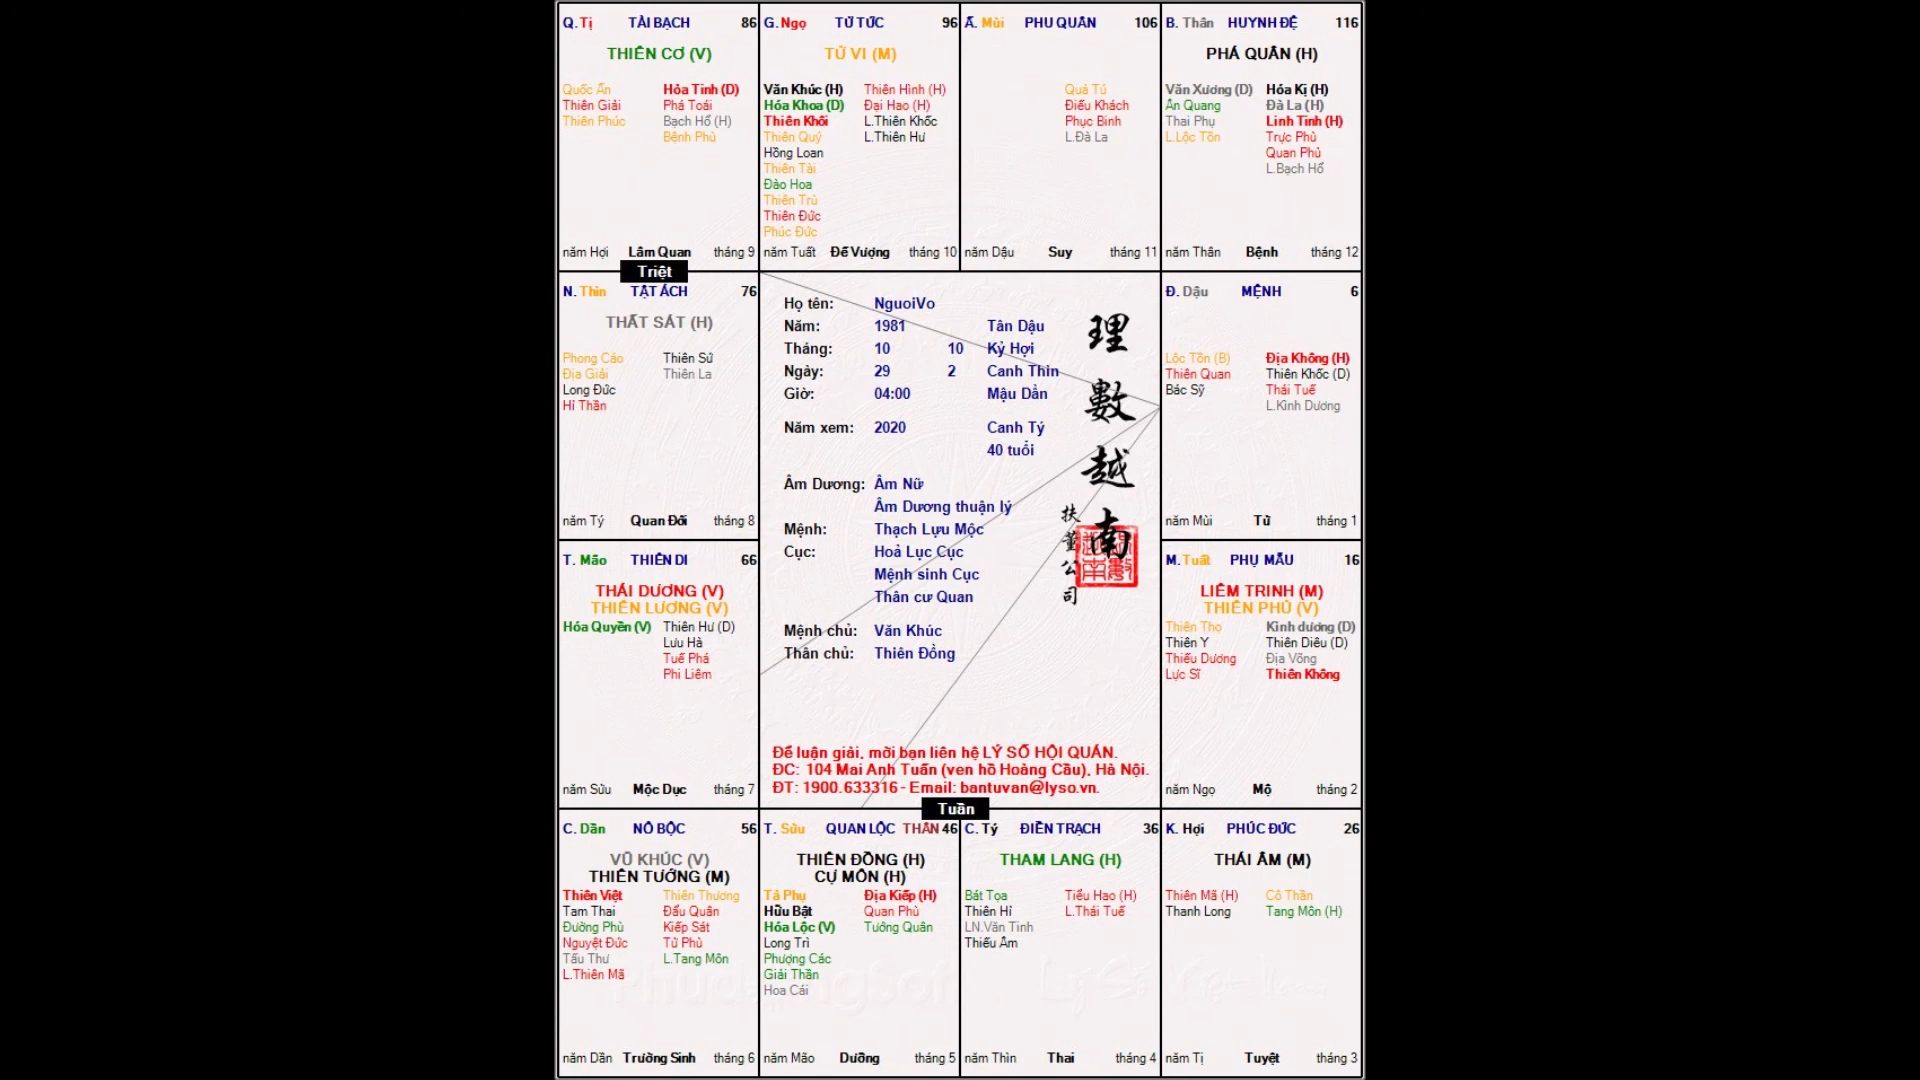 Q. Tị TÀI BẠCH 86
THIÊN CƠ (V)
Quốc Ấn Hỏa Tinh (D)
Thiên Giải Phá Toái
Thiên Phúc Bạch Hổ (H)
Bệnh Phù
năm Hợi Lâm Quan tháng 9
G. Ngọ TỬ TỨC 96
TỬ VI (M)
Văn Khúc (H) Thiên Hình (H)
Hóa Khoa (D) Đại Hao (H)
Thiên Khôi L.Thiên Khốc
Thiên Quý L.Thiên Hư
Hồng Loan
Thiên Tài
Đào Hoa
Thiên Trù
Thiên Đức
Phúc Đức
năm Tuất Đế Vượng tháng 10
Ấ. Mùi PHU QUÂN 106
Quả Tú
Điếu Khách
Phục Binh
L.Đà La
năm Dậu Suy tháng 11
B. Thân HUYNH ĐỆ 116
PHÁ QUÂN (H)
Văn Xương (D) Hóa Kị (H)
Ân Quang Đà La (H)
Thai Phụ Linh Tinh (H)
L.Lộc Tồn Trực Phù
Quan Phủ
L.Bạch Hổ
năm Thân Bệnh tháng 12
Triệt
N. Thìn TẬT ÁCH 76
THẤT SÁT (H)
Phong Cáo Thiên Sứ
Địa Giải Thiên La
Long Đức
Hỉ Thần
năm Tý Quan Đới tháng 8
Họ tên: NguoiVo
Năm: 1981 Tân Dậu
Tháng: 10 10 Kỷ Hợi
Ngày: 29 2 Canh Thìn
Giờ: 04:00 Mậu Dần
Năm xem: 2020 Canh Tý
40 tuổi
Âm Dương: Âm Nữ
Âm Dương thuận lý
Mệnh: Thạch Lựu Mộc
Cục: Hoả Lục Cục
Mệnh sinh Cục
Thân cư Quan
Mệnh chủ: Văn Khúc
Thân chủ: Thiên Đồng
理數越南
扶董公司
Để luận giải, mời bạn liên hệ LÝ SỐ HỘI QUÁN.
ĐC: 104 Mai Anh Tuấn (ven hồ Hoàng Cầu), Hà Nội.
ĐT: 1900.633316 - Email: bantuvan@lyso.vn.
Đ. Dậu MỆNH 6
Lộc Tồn (B) Địa Không (H)
Thiên Quan Thiên Khốc (D)
Bác Sỹ Thái Tuế
L.Kình Dương
năm Mùi Tử tháng 1
T. Mão THIÊN DI 66
THÁI DƯƠNG (V)
THIÊN LƯƠNG (V)
Hóa Quyền (V) Thiên Hư (D)
Lưu Hà
Tuế Phá
Phi Liêm
năm Sửu Mộc Dục tháng 7
M. Tuất PHỤ MẪU 16
LIÊM TRINH (M)
THIÊN PHỦ (V)
Thiên Thọ Kình dương (D)
Thiên Y Thiên Diêu (D)
Thiếu Dương Địa Võng
Lực Sĩ Thiên Không
năm Ngọ Mộ tháng 2
Tuần
C. Dần NÔ BỘC 56
VŨ KHÚC (V)
THIÊN TƯỚNG (M)
Thiên Việt Thiên Thương
Tam Thai Đẩu Quân
Đường Phù Kiếp Sát
Nguyệt Đức Tử Phù
Tấu Thư L.Tang Môn
L.Thiên Mã
năm Dần Trường Sinh tháng 6
T. Sửu QUAN LỘC THÂN 46
THIÊN ĐỒNG (H)
CỰ MÔN (H)
Tả Phụ Địa Kiếp (H)
Hữu Bật Quan Phù
Hóa Lộc (V) Tướng Quân
Long Trì
Phượng Các
Giải Thần
Hoa Cái
năm Mão Dưỡng tháng 5
C. Tý ĐIỀN TRẠCH 36
THAM LANG (H)
Bát Tọa Tiểu Hao (H)
Thiên Hỉ L.Thái Tuế
LN.Văn Tinh
Thiếu Âm
năm Thìn Thai tháng 4
K. Hợi PHÚC ĐỨC 26
THÁI ÂM (M)
Thiên Mã (H) Cô Thần
Thanh Long Tang Môn (H)
năm Tị Tuyệt tháng 3